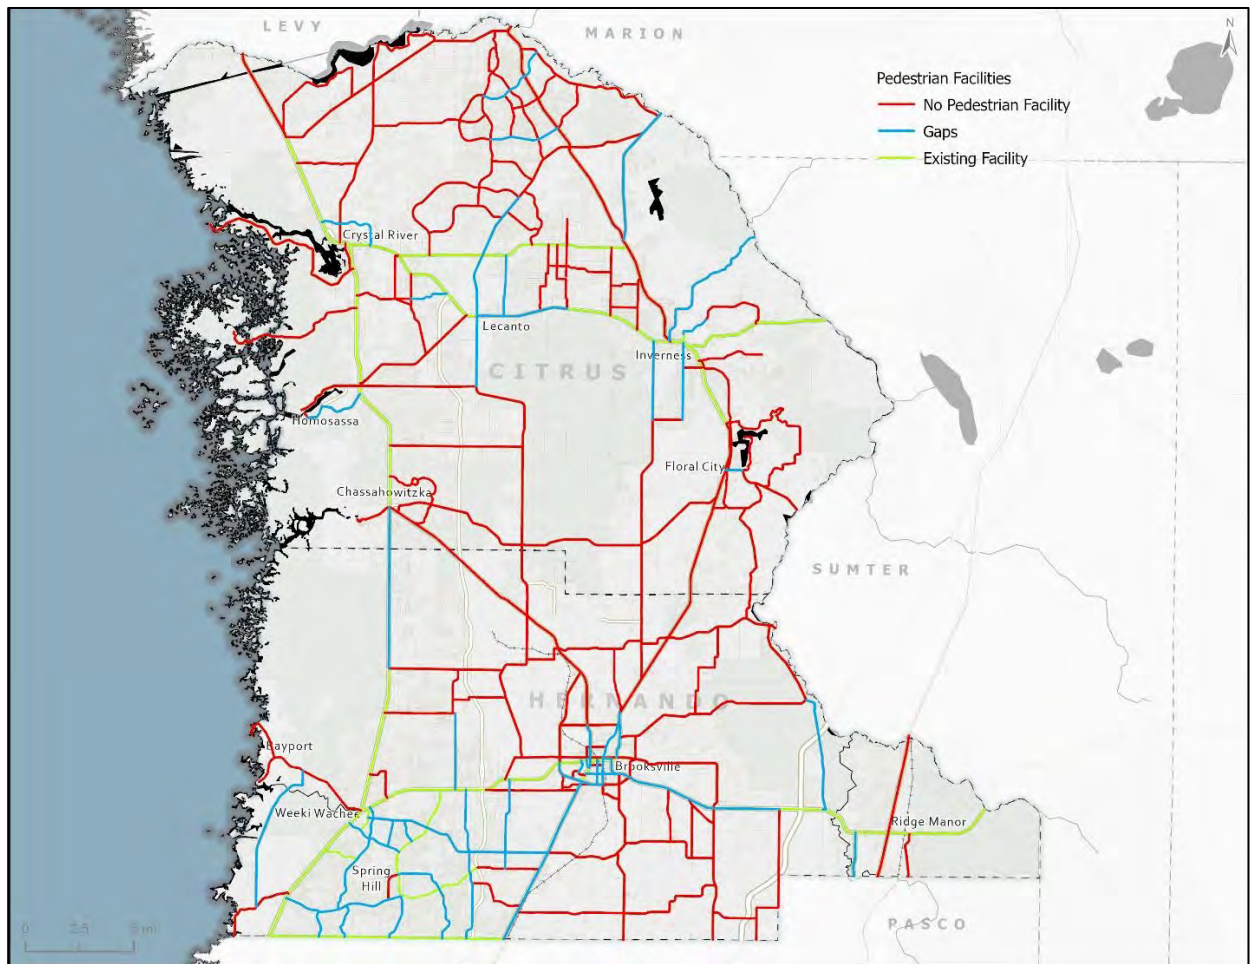 LEVY
MARION
N
Pedestrian Facilities
No Pedestrian Facility
Gaps
Existing Facility
Crystal River
Lecanto
Inverness
CITRUS
Homosassa
Floral City
Chassahowitzka
SUMTER
HERNANDO
Bayport
Brooksville
Weeki Wachee
Ridge Manor
Spring
Hill
PASCO
0 2.5 5 mi